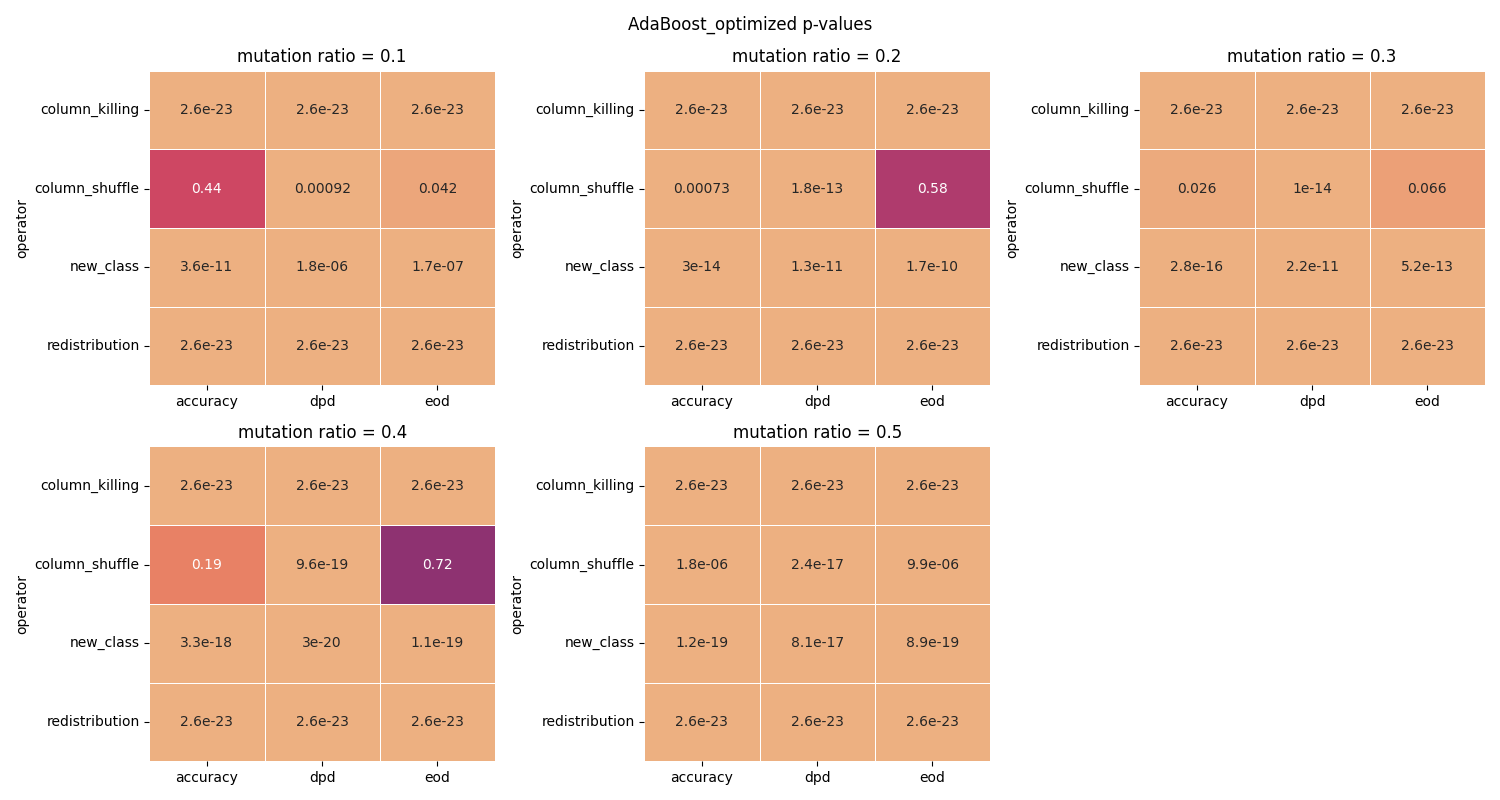 AdaBoost_optimized p-values
mutation ratio = 0.1
operator
column_killing 2.6e-23 2.6e-23 2.6e-23
column_shuffle 0.44 0.00092 0.042
new_class 3.6e-11 1.8e-06 1.7e-07
redistribution 2.6e-23 2.6e-23 2.6e-23
accuracy dpd eod
mutation ratio = 0.2
operator
column_killing 2.6e-23 2.6e-23 2.6e-23
column_shuffle 0.00073 1.8e-13 0.58
new_class 3e-14 1.3e-11 1.7e-10
redistribution 2.6e-23 2.6e-23 2.6e-23
accuracy dpd eod
mutation ratio = 0.3
operator
column_killing 2.6e-23 2.6e-23 2.6e-23
column_shuffle 0.026 1e-14 0.066
new_class 2.8e-16 2.2e-11 5.2e-13
redistribution 2.6e-23 2.6e-23 2.6e-23
accuracy dpd eod
mutation ratio = 0.4
operator
column_killing 2.6e-23 2.6e-23 2.6e-23
column_shuffle 0.19 9.6e-19 0.72
new_class 3.3e-18 3e-20 1.1e-19
redistribution 2.6e-23 2.6e-23 2.6e-23
accuracy dpd eod
mutation ratio = 0.5
operator
column_killing 2.6e-23 2.6e-23 2.6e-23
column_shuffle 1.8e-06 2.4e-17 9.9e-06
new_class 1.2e-19 8.1e-17 8.9e-19
redistribution 2.6e-23 2.6e-23 2.6e-23
accuracy dpd eod